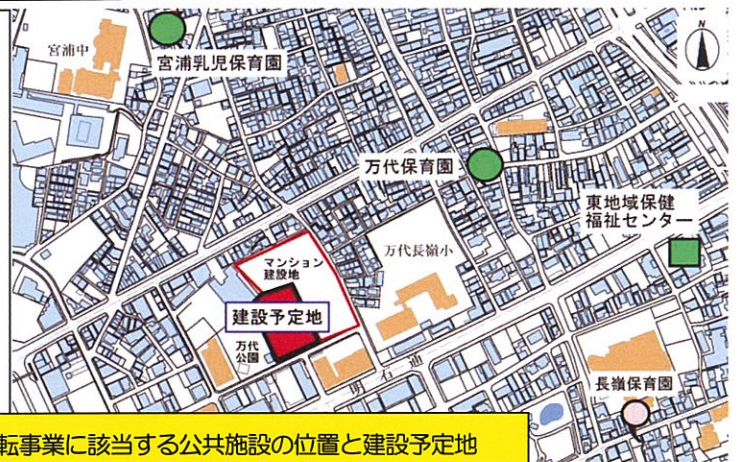 N
宮浦中
宮浦乳児保育園
万代保育園
東地域保健
福祉センター
マンション
建設地
万代長嶺小
建設予定地
万代
公園
明石通
長嶺保育園
転事業に該当する公共施設の位置と建設予定地